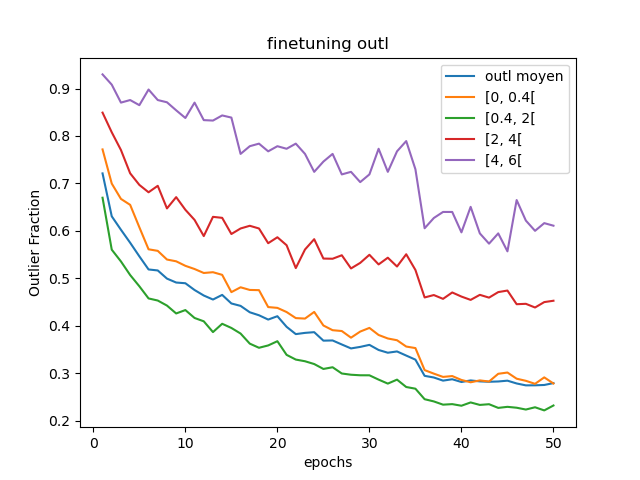 finetuning outl
outl moyen
[0, 0.4[
[0.4, 2[
[2, 4[
[4, 6[
Outlier Fraction
0.9
0.8
0.7
0.6
0.5
0.4
0.3
0.2
0 10 20 30 40 50
epochs